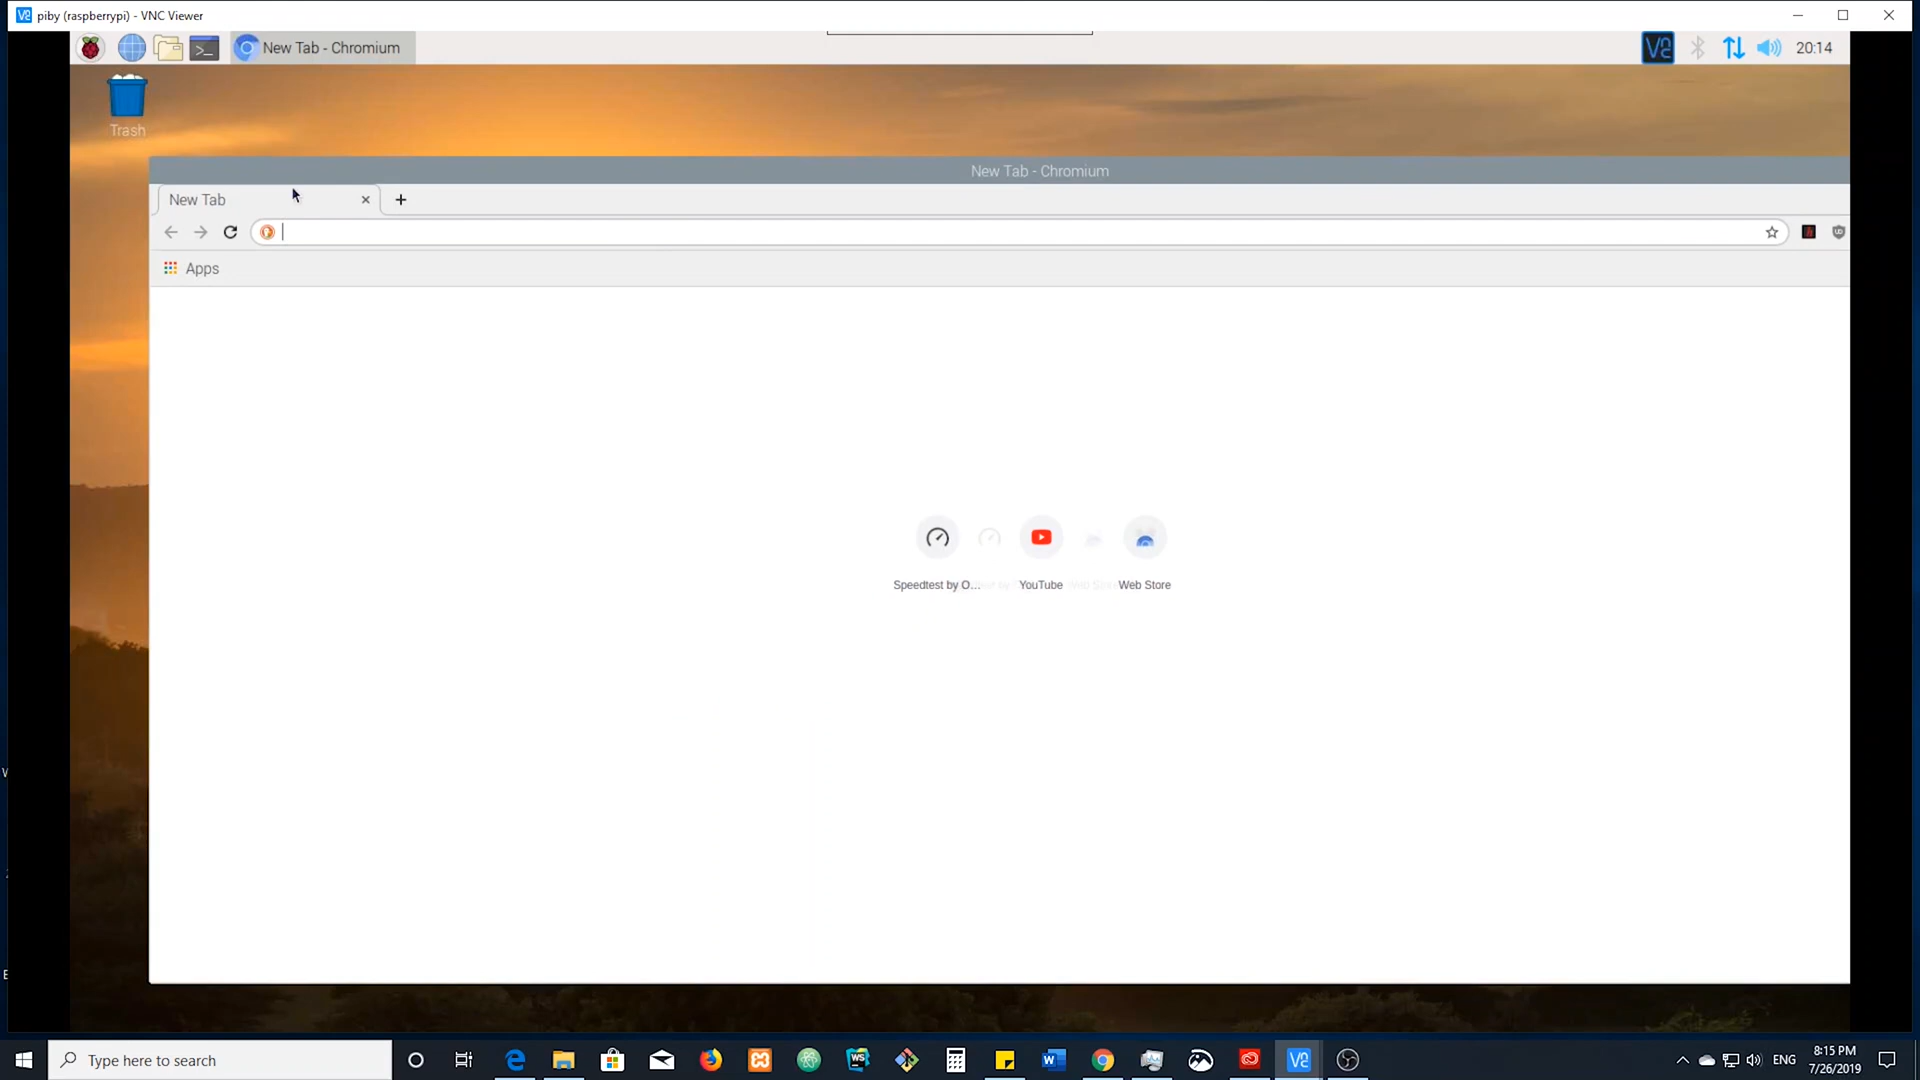 piby (raspberrypi) - VNC Viewer
New Tab - Chromium
20:14
Trash
New Tab - Chromium
New Tab
Apps
Speedtest by O...
YouTube
Web Store
Type here to search
ENG
8:15 PM
7/26/2019